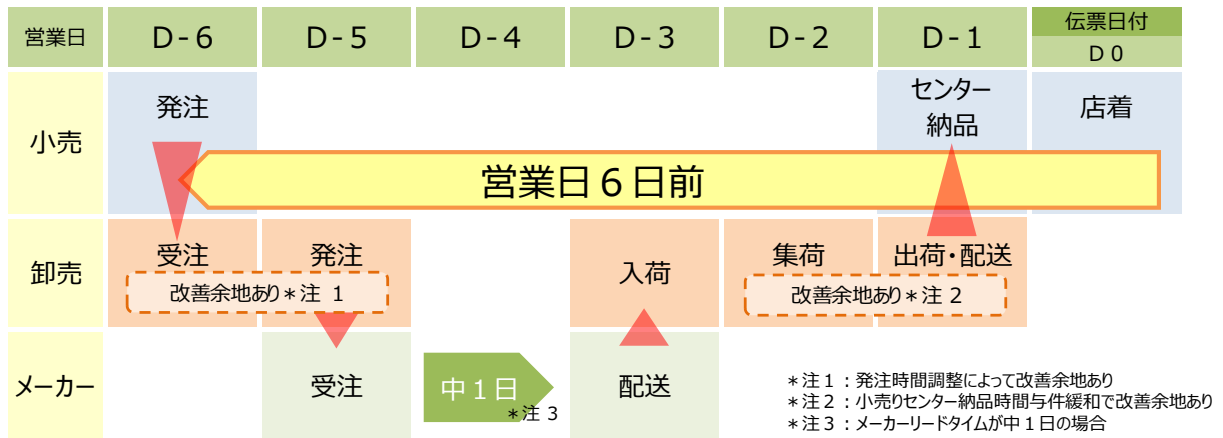 営業日 D-6 D-5 D-4 D-3 D-2 D-1 伝票日付
D 0
小売 発注 センター
納品 店着
営業日６日前
卸売 受注 発注 入荷 集荷 出荷・配送
改善余地あり＊注 1 改善余地あり＊注 2
メーカー 受注 中１日 配送
＊注 3
＊注１：発注時間調整によって改善余地あり
＊注２：小売りセンター納品時間与件緩和で改善余地あり
＊注３：メーカーリードタイムが中１日の場合